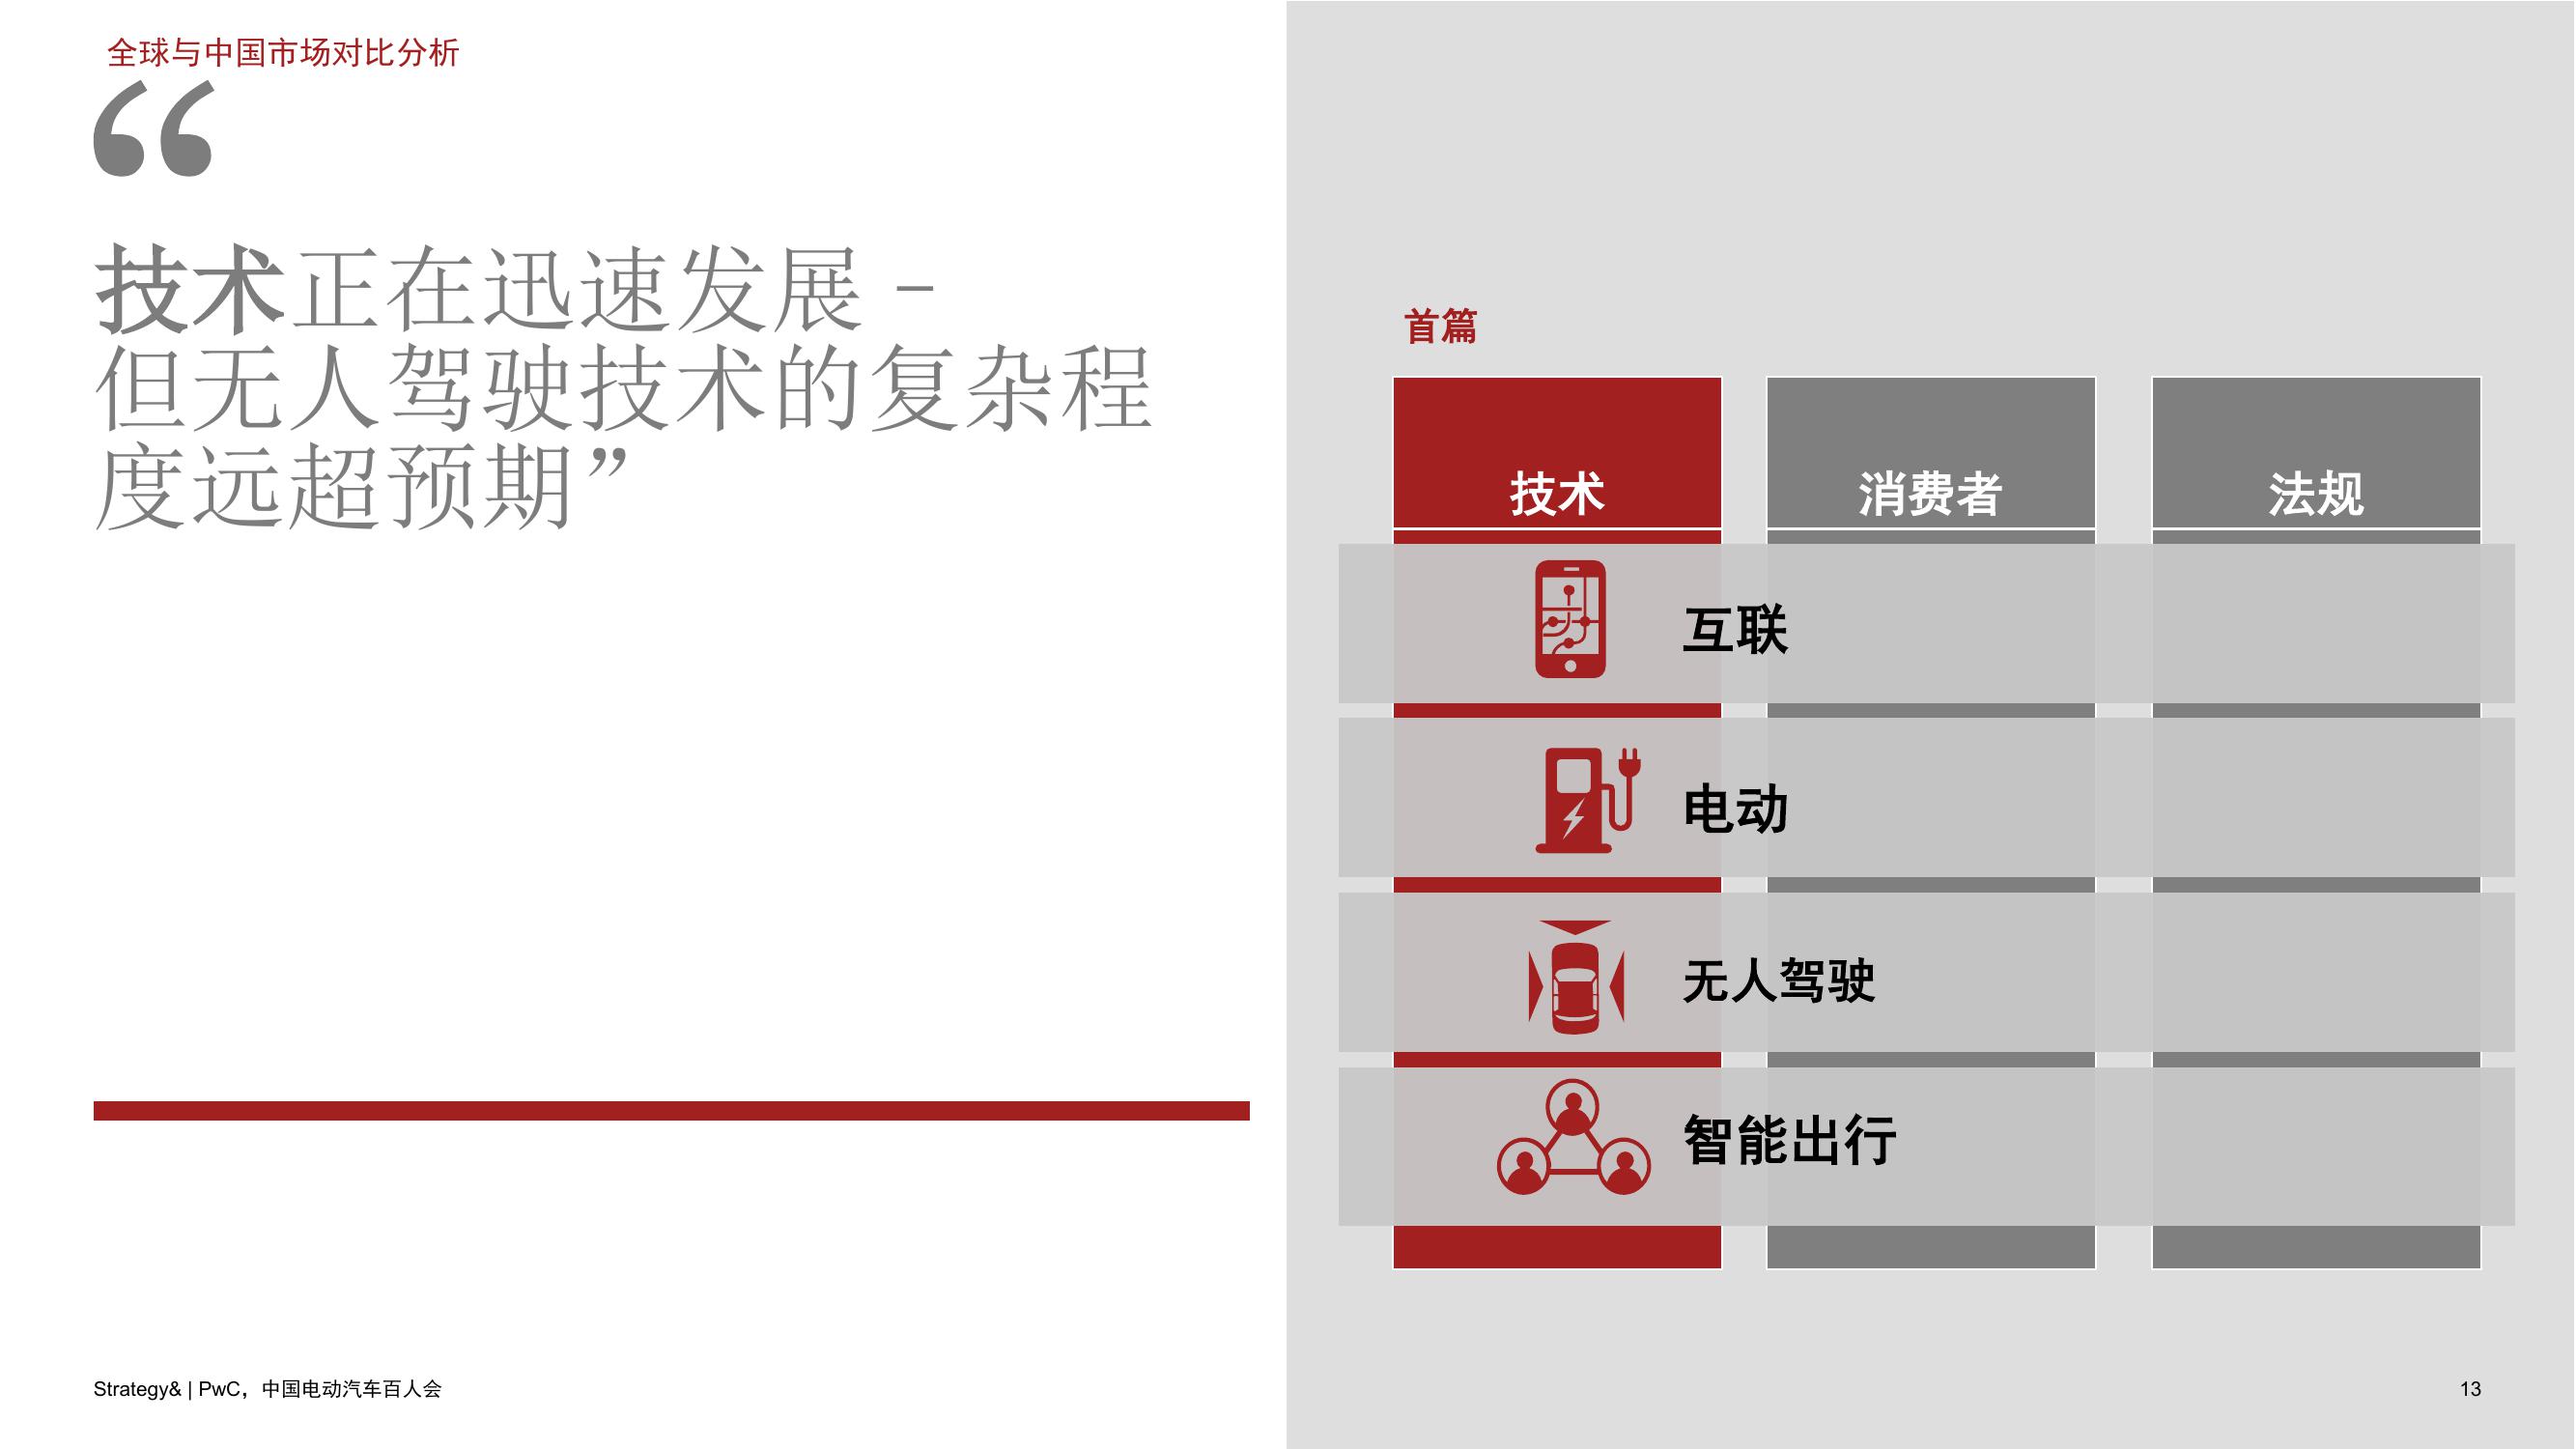 全球与中国市场对比分析
“
技术正在迅速发展 –
但无人驾驶技术的复杂程
度远超预期”
首篇
技术
消费者
法规
互联
电动
无人驾驶
智能出行
Strategy& | PwC，中国电动汽车百人会
13